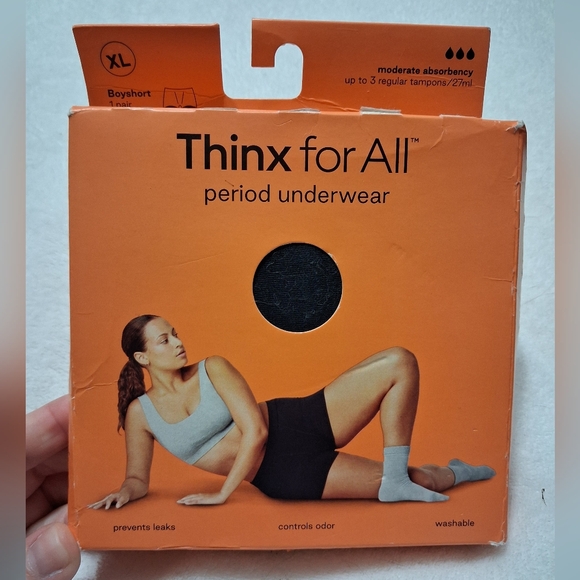 XL
Boyshort
1 pair
moderate absorbency
up to 3 regular tampons/27ml
Thinx for All™
period underwear
prevents leaks
controls odor
washable